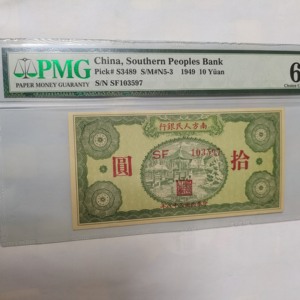 PMG
PAPER MONEY GUARANTY
China, Southern Peoples Bank
Pick# S3489 S/M#N5-3 1949 10 Yüan
S/N SF103597
6
行銀民人方南
SF 103597
圓 拾